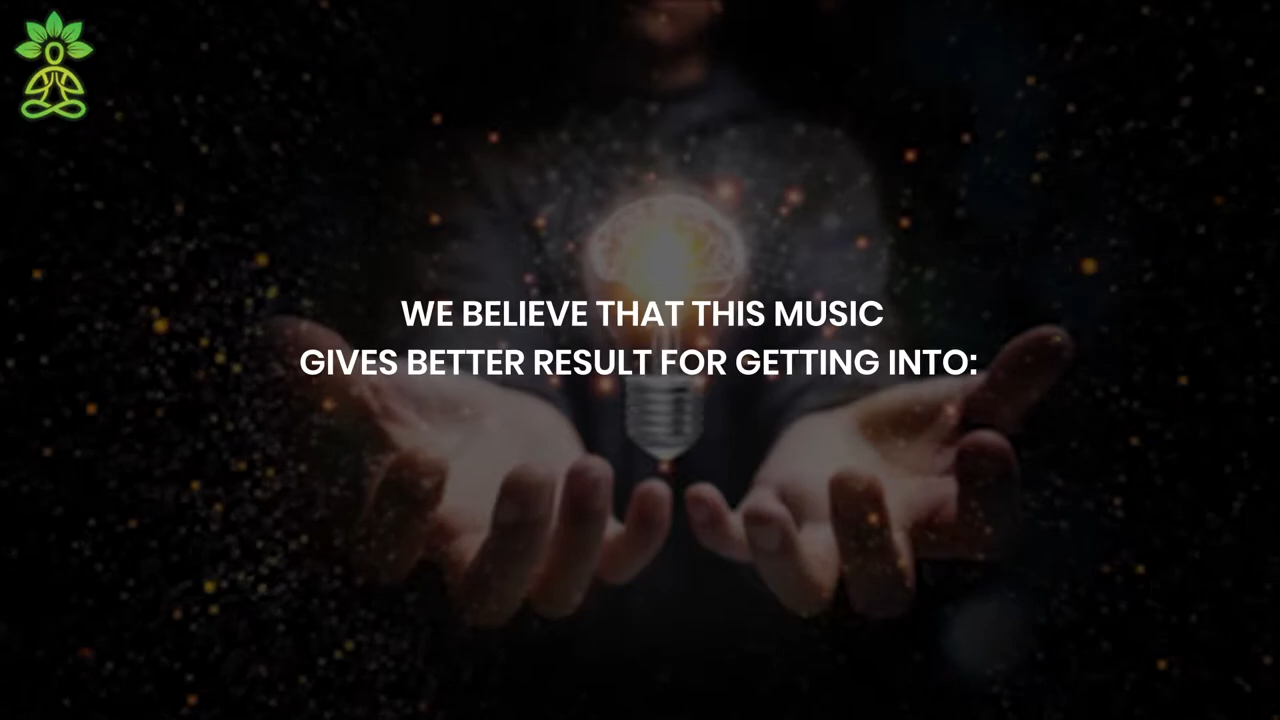 WE BELIEVE THAT THIS MUSIC
GIVES BETTER RESULT FOR GETTING INTO: